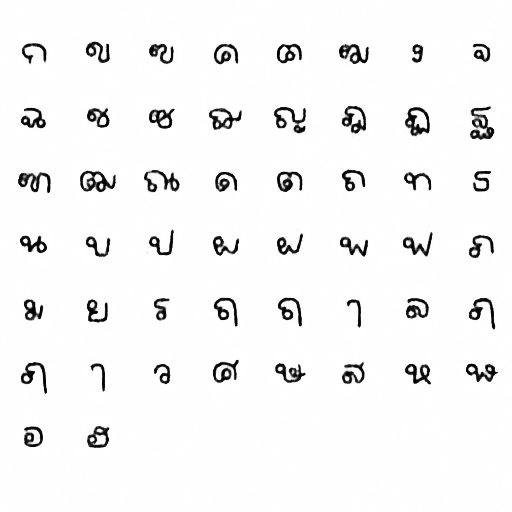 ก ข ฃ ค ฅ ฆ ง จ
ฉ ช ซ ฌ ญ ฎ ฏ ฐ
ฑ ฒ ณ ด ต ถ ท ธ
น บ ป ผ ฝ พ ฟ ภ
ม ย ร ฤ ฤ ๅ ล ฦ
ฦ ๅ ว ศ ษ ส ห ฬ
อ ฮ